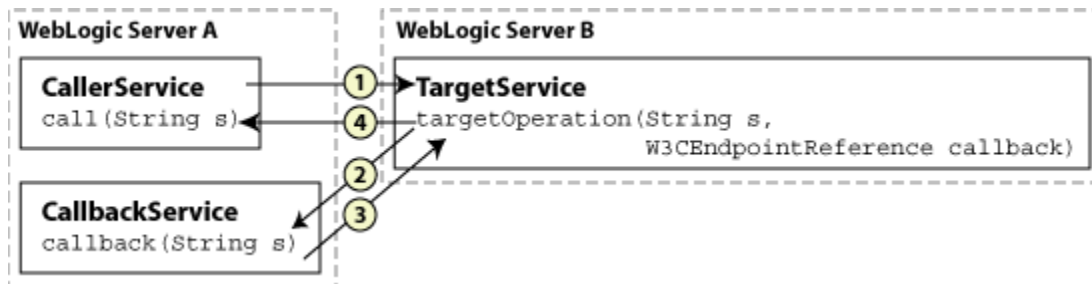 WebLogic Server A
WebLogic Server B
CallerService
call(String s)
1
TargetService
4
targetOperation(String s,
W3CEndpointReference callback)
2
CallbackService
3
callback(String s)